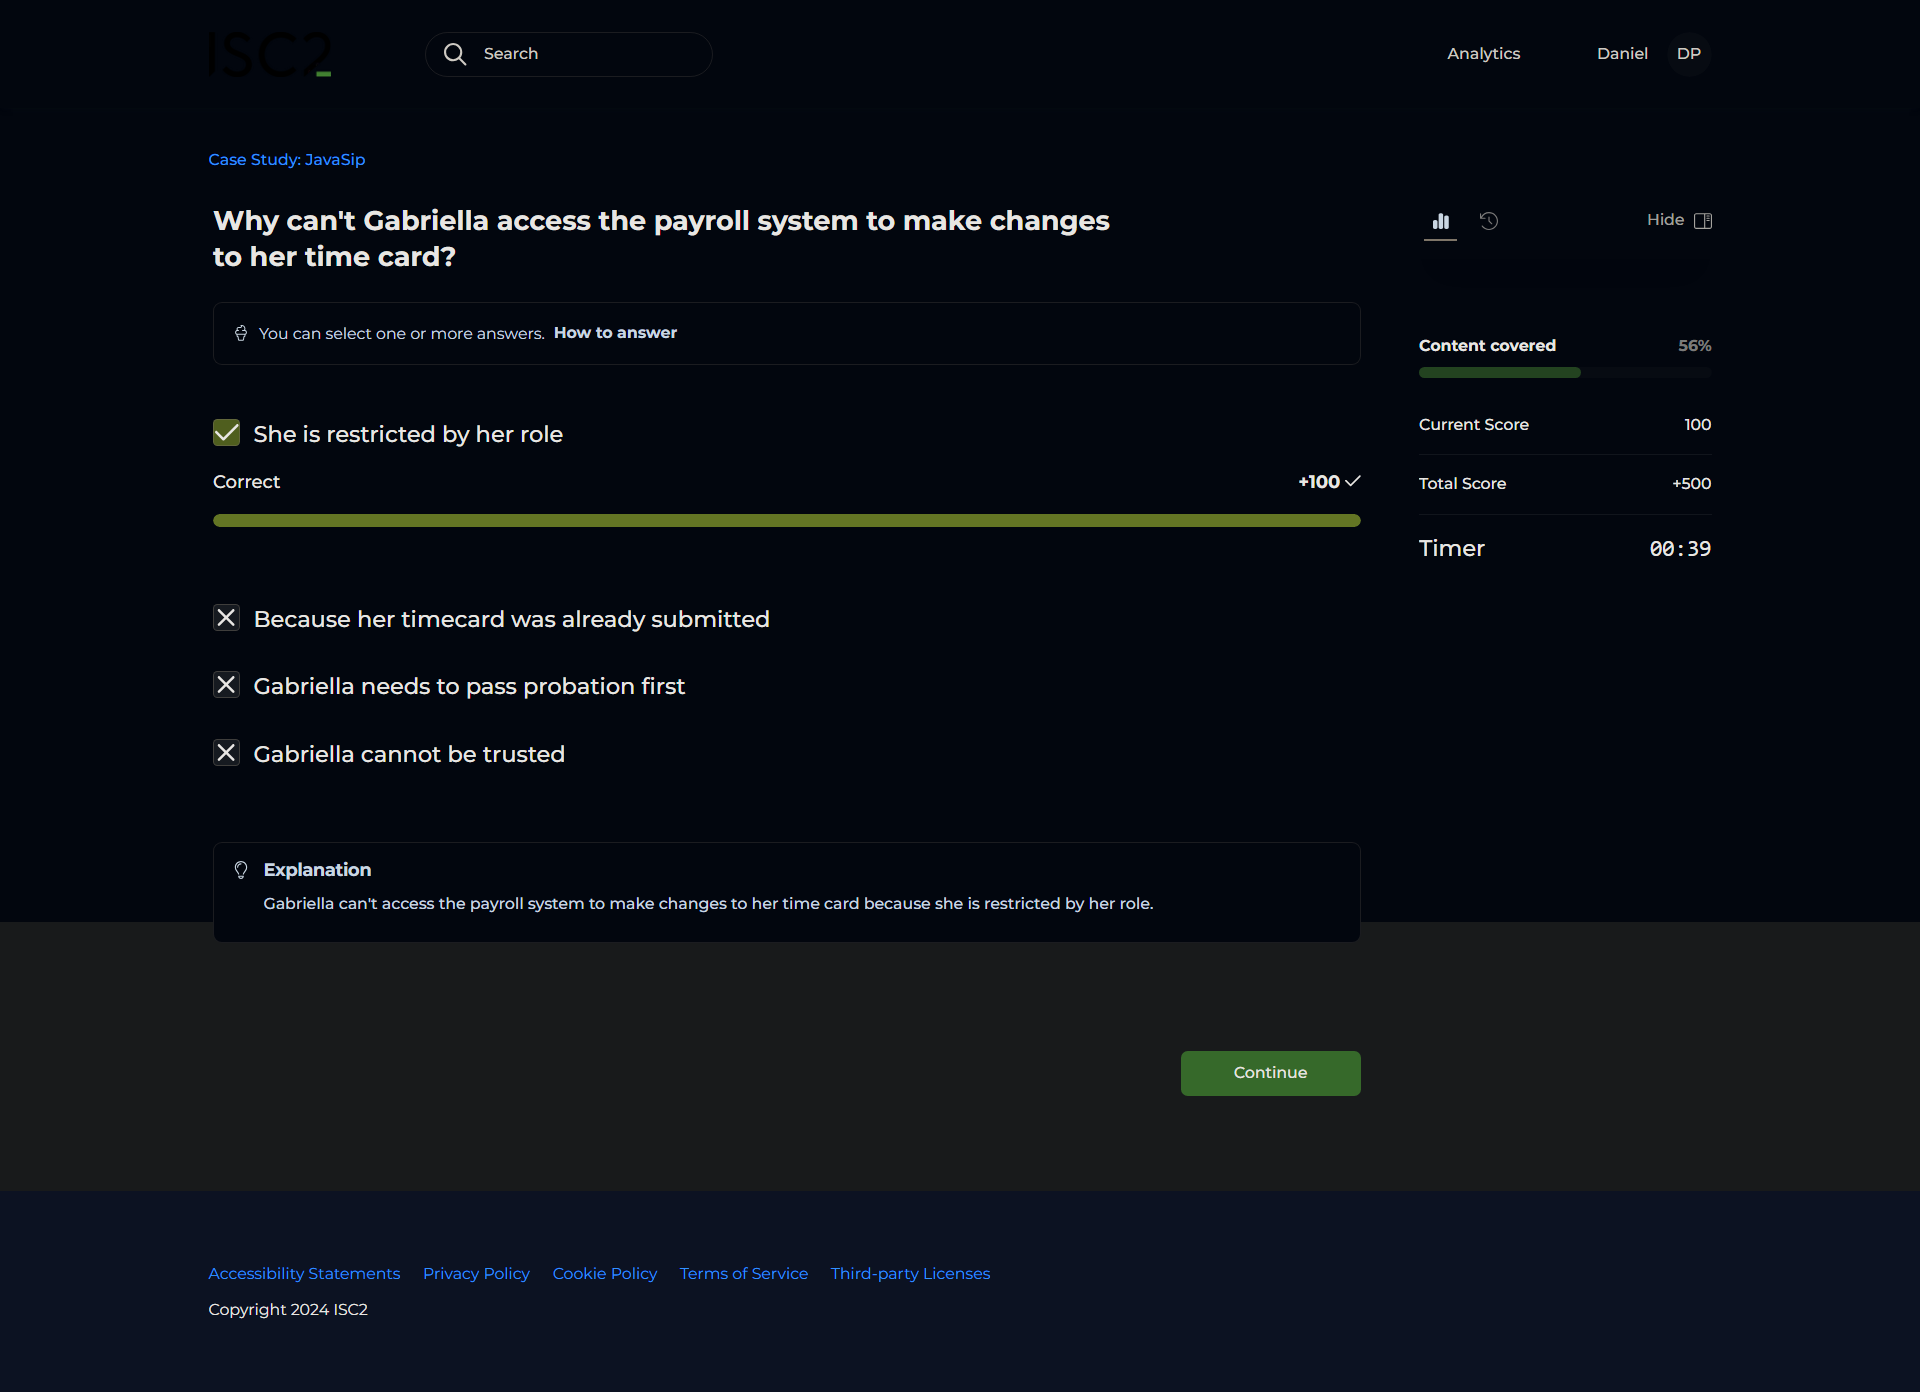 ISC2
Search
Analytics
Daniel
DP
Case Study: JavaSip
Why can't Gabriella access the payroll system to make changes
to her time card?
Hide
You can select one or more answers. How to answer
Content covered 56%
Current Score 100
Total Score +500
Timer 00:39
She is restricted by her role
Correct +100
Because her timecard was already submitted
Gabriella needs to pass probation first
Gabriella cannot be trusted
Explanation
Gabriella can't access the payroll system to make changes to her time card because she is restricted by her role.
Continue
Accessibility Statements Privacy Policy Cookie Policy Terms of Service Third-party Licenses
Copyright 2024 ISC2